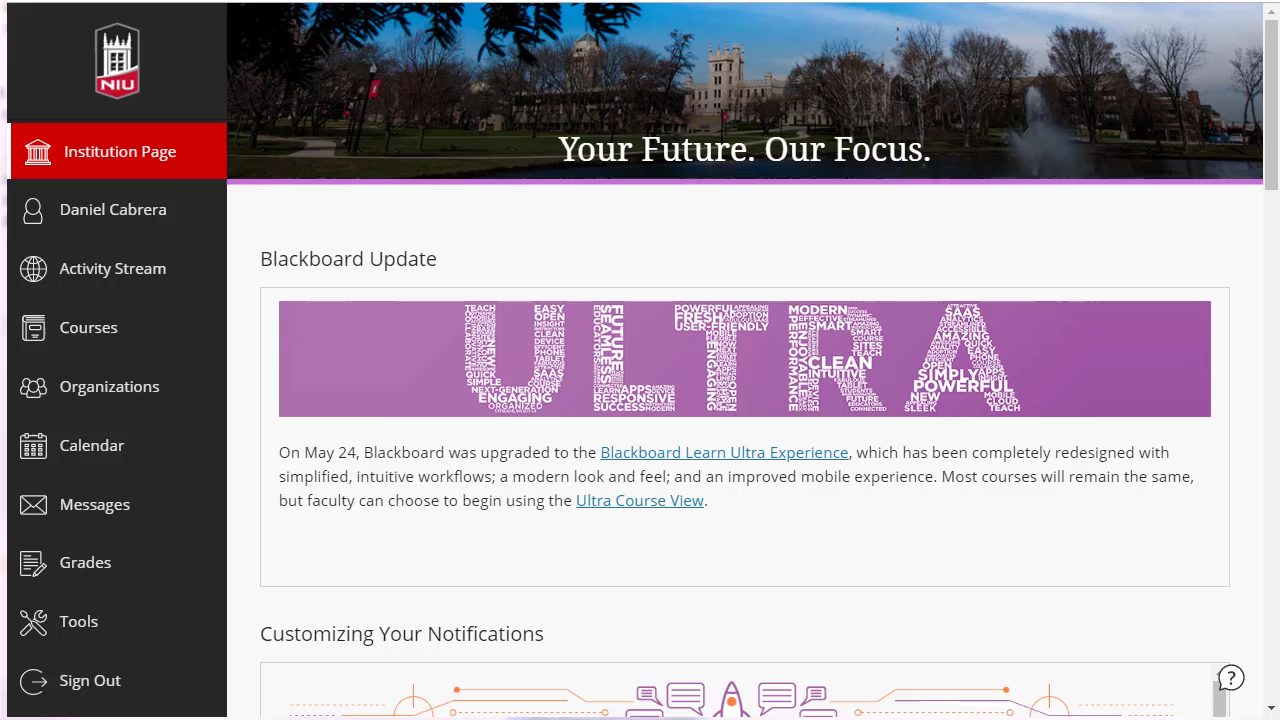 NIU
Institution Page
Daniel Cabrera
Activity Stream
Courses
Organizations
Calendar
Messages
Grades
Tools
Sign Out
Your Future. Our Focus.
Blackboard Update
ULTRA
On May 24, Blackboard was upgraded to the Blackboard Learn Ultra Experience, which has been completely redesigned with
simplified, intuitive workflows; a modern look and feel; and an improved mobile experience. Most courses will remain the same,
but faculty can choose to begin using the Ultra Course View.
Customizing Your Notifications
?